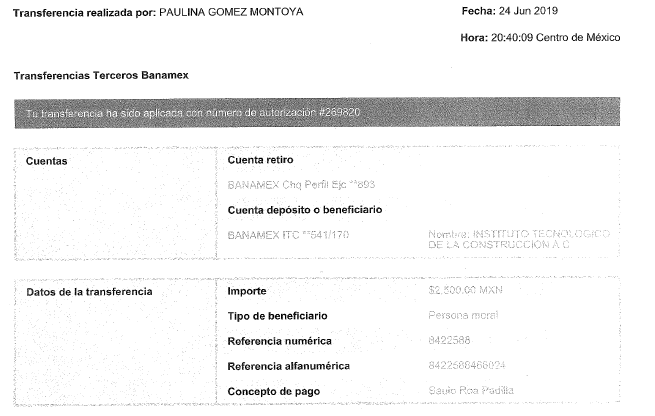 Transferencia realizada por: PAULINA GOMEZ MONTOYA
Fecha: 24 Jun 2019
Hora: 20:40:09 Centro de México
Transferencias Terceros Banamex
Tu transferencia ha sido aplicada con número de autorización #269820
Cuentas
Cuenta retiro
BANAMEX Chq Perfil Ejc **693
Cuenta depósito o beneficiario
BANAMEX ITC **541/170
Nombre: INSTITUTO TECNOLOGICO
DE LA CONSTRUCCION A C
Datos de la transferencia
Importe
$2,500.00 MXN
Tipo de beneficiario
Persona moral
Referencia numérica
8422588
Referencia alfanumérica
8422588466024
Concepto de pago
Saulo Roa Padilla